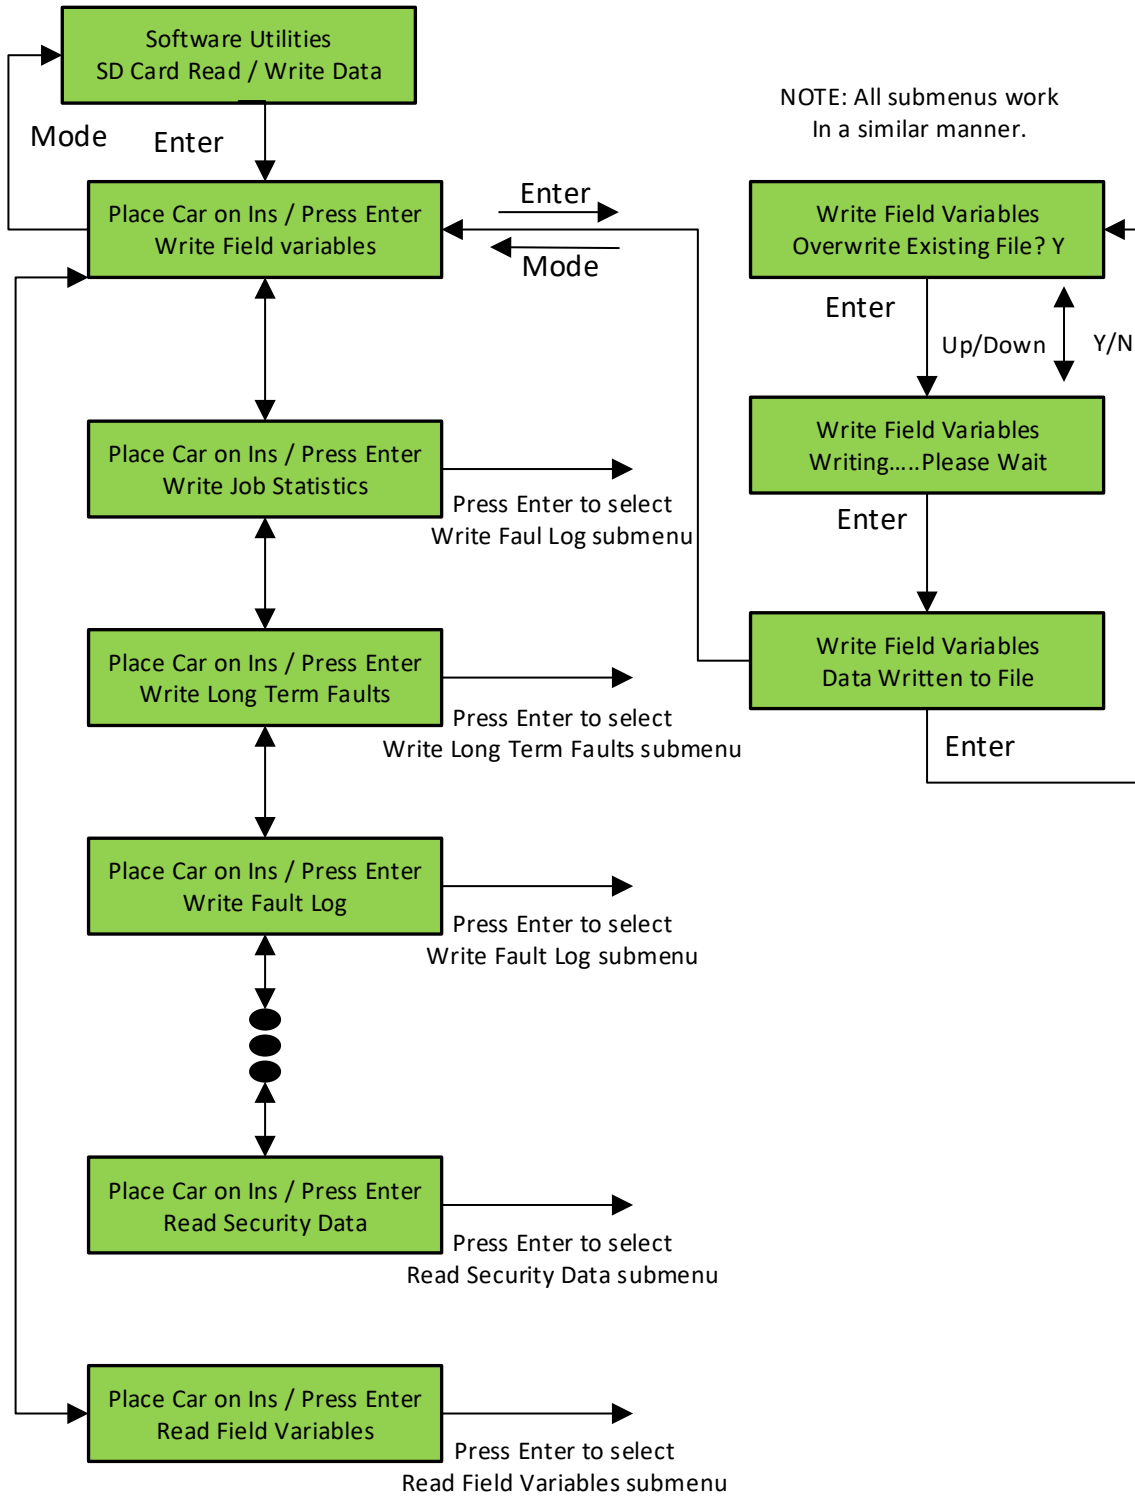 Software Utilities
SD Card Read / Write Data
Mode
Enter
NOTE: All submenus work
In a similar manner.
Place Car on Ins / Press Enter
Write Field variables
Enter
Mode
Write Field Variables
Overwrite Existing File? Y
Enter
Up/Down
Y/N
Place Car on Ins / Press Enter
Write Job Statistics
Press Enter to select
Write Faul Log submenu
Write Field Variables
Writing.....Please Wait
Enter
Place Car on Ins / Press Enter
Write Long Term Faults
Press Enter to select
Write Long Term Faults submenu
Write Field Variables
Data Written to File
Enter
Place Car on Ins / Press Enter
Write Fault Log
Press Enter to select
Write Fault Log submenu
Place Car on Ins / Press Enter
Read Security Data
Press Enter to select
Read Security Data submenu
Place Car on Ins / Press Enter
Read Field Variables
Press Enter to select
Read Field Variables submenu